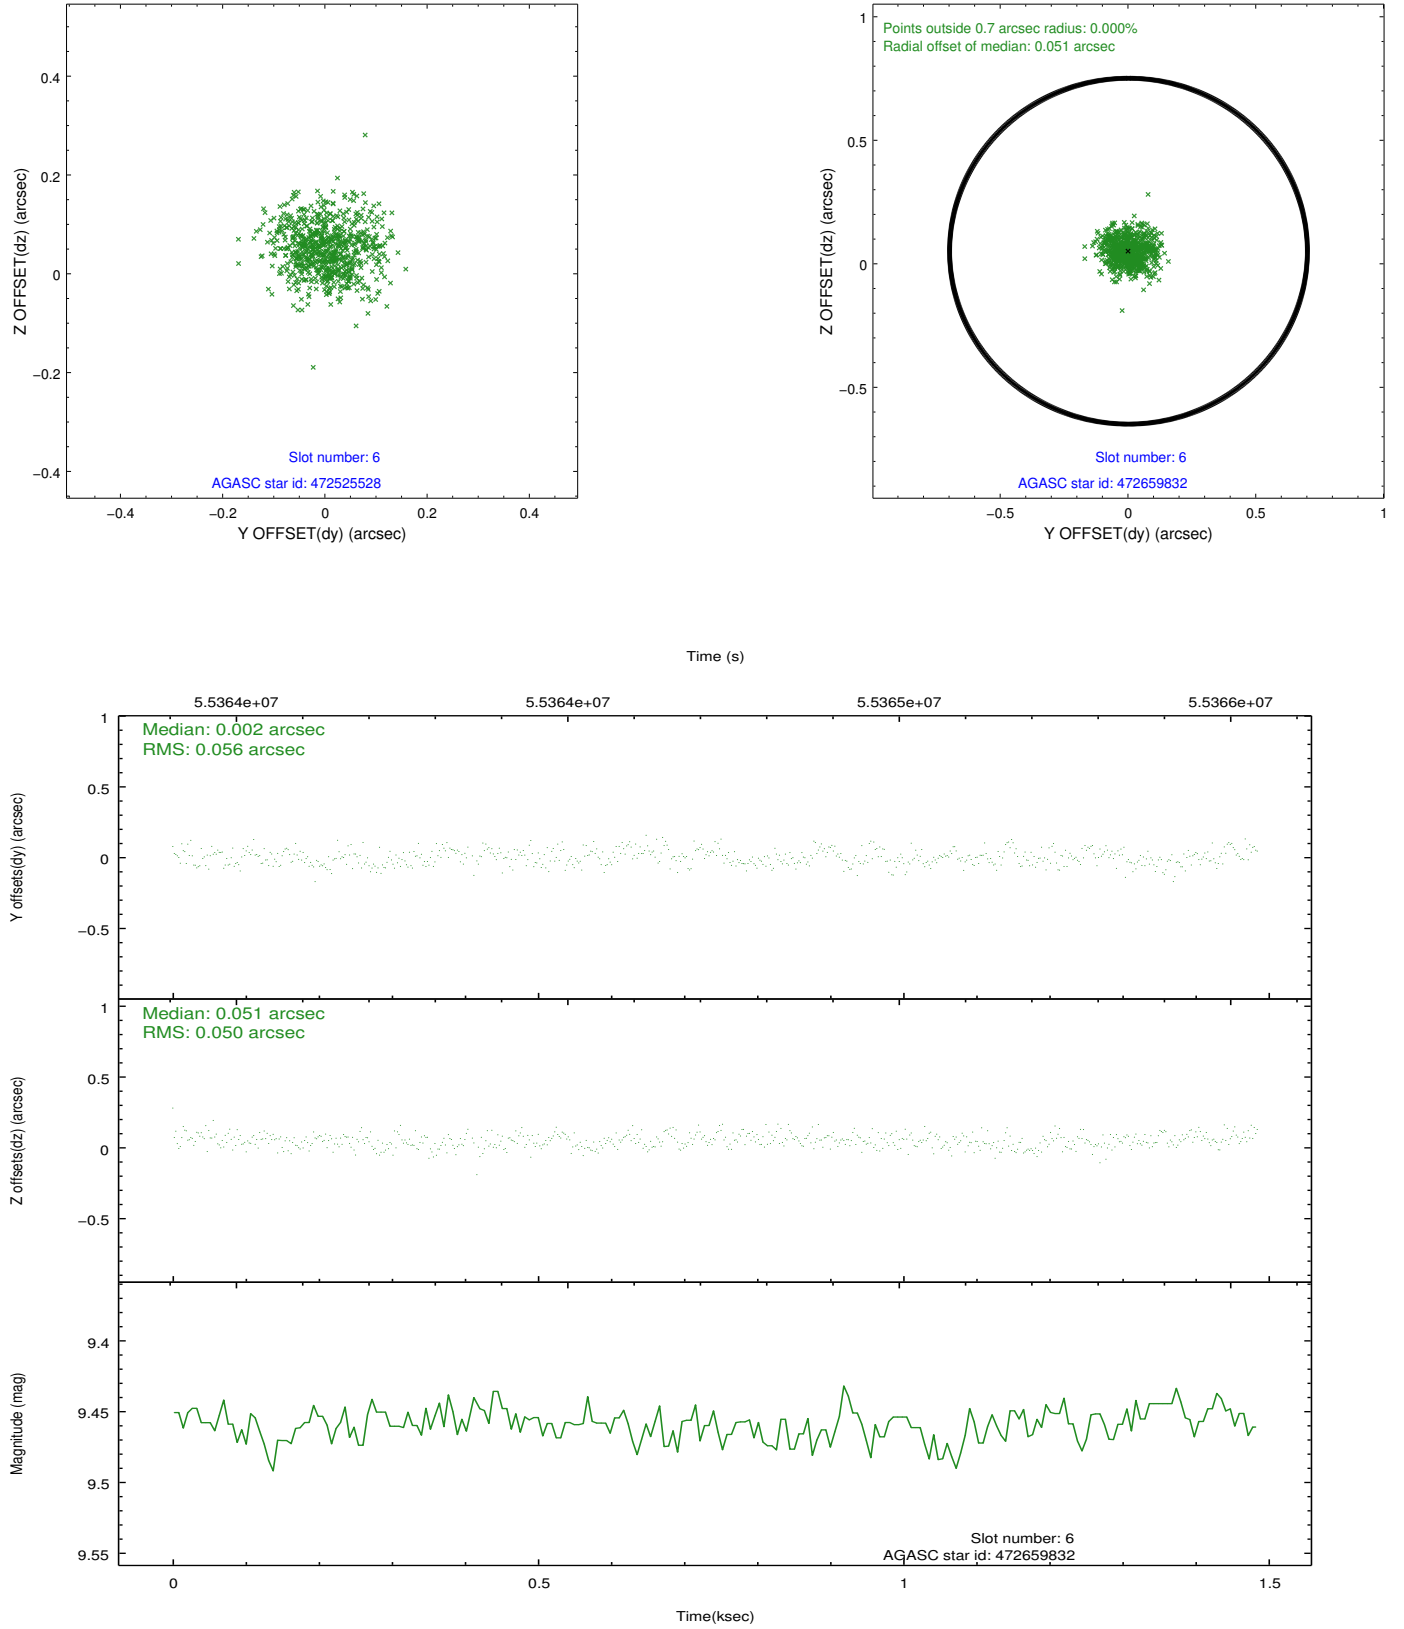 0.4
0.2
0
−0.2
−0.4
Z OFFSET(dz) (arcsec)
Slot number: 6
AGASC star id: 472525528
−0.4 −0.2 0 0.2 0.4
Y OFFSET(dy) (arcsec)
1
0.5
0
−0.5
Z OFFSET(dz) (arcsec)
Points outside 0.7 arcsec radius: 0.000%
Radial offset of median: 0.051 arcsec
Slot number: 6
AGASC star id: 472659832
−0.5 0 0.5 1
Y OFFSET(dy) (arcsec)
Time (s)
5.5364e+07 5.5364e+07 5.5365e+07 5.5366e+07
1
0.5
0
−0.5
Y offsets(dy) (arcsec)
Median: 0.002 arcsec
RMS: 0.056 arcsec
1
0.5
0
−0.5
Z offsets(dz) (arcsec)
Median: 0.051 arcsec
RMS: 0.050 arcsec
9.4
9.45
9.5
9.55
Magnitude (mag)
Slot number: 6
AGASC star id: 472659832
0 0.5 1 1.5
Time(ksec)